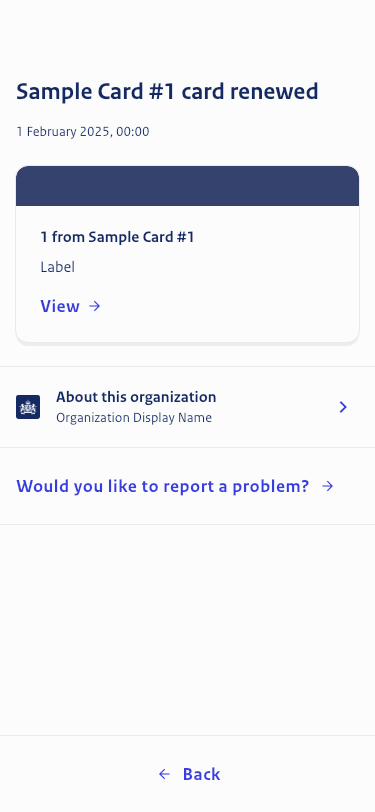 Sample Card #1 card renewed
1 February 2025, 00:00
1 from Sample Card #1
Label
View
About this organization
Organization Display Name
Would you like to report a problem?
Back